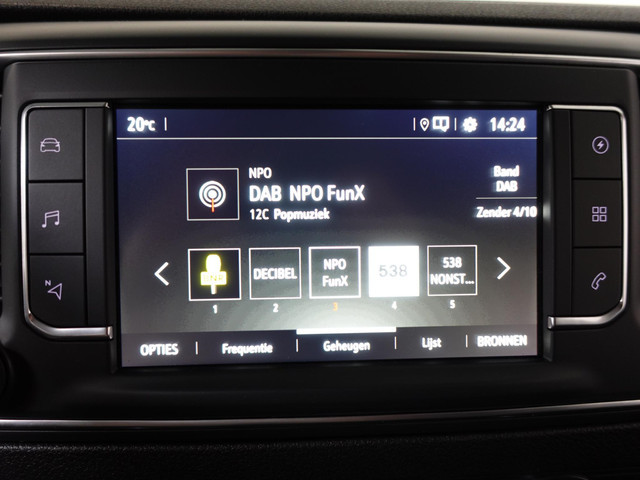 20°C
14:24
NPO
DAB NPO FunX
12C Popmuziek
Band
DAB
Zender 4/10
BNR
DECIBEL
NPO
FunX
538
538
NONST...
1 2 3 4 5
N
OPTIES | Frequentie | Geheugen | Lijst | BRONNEN